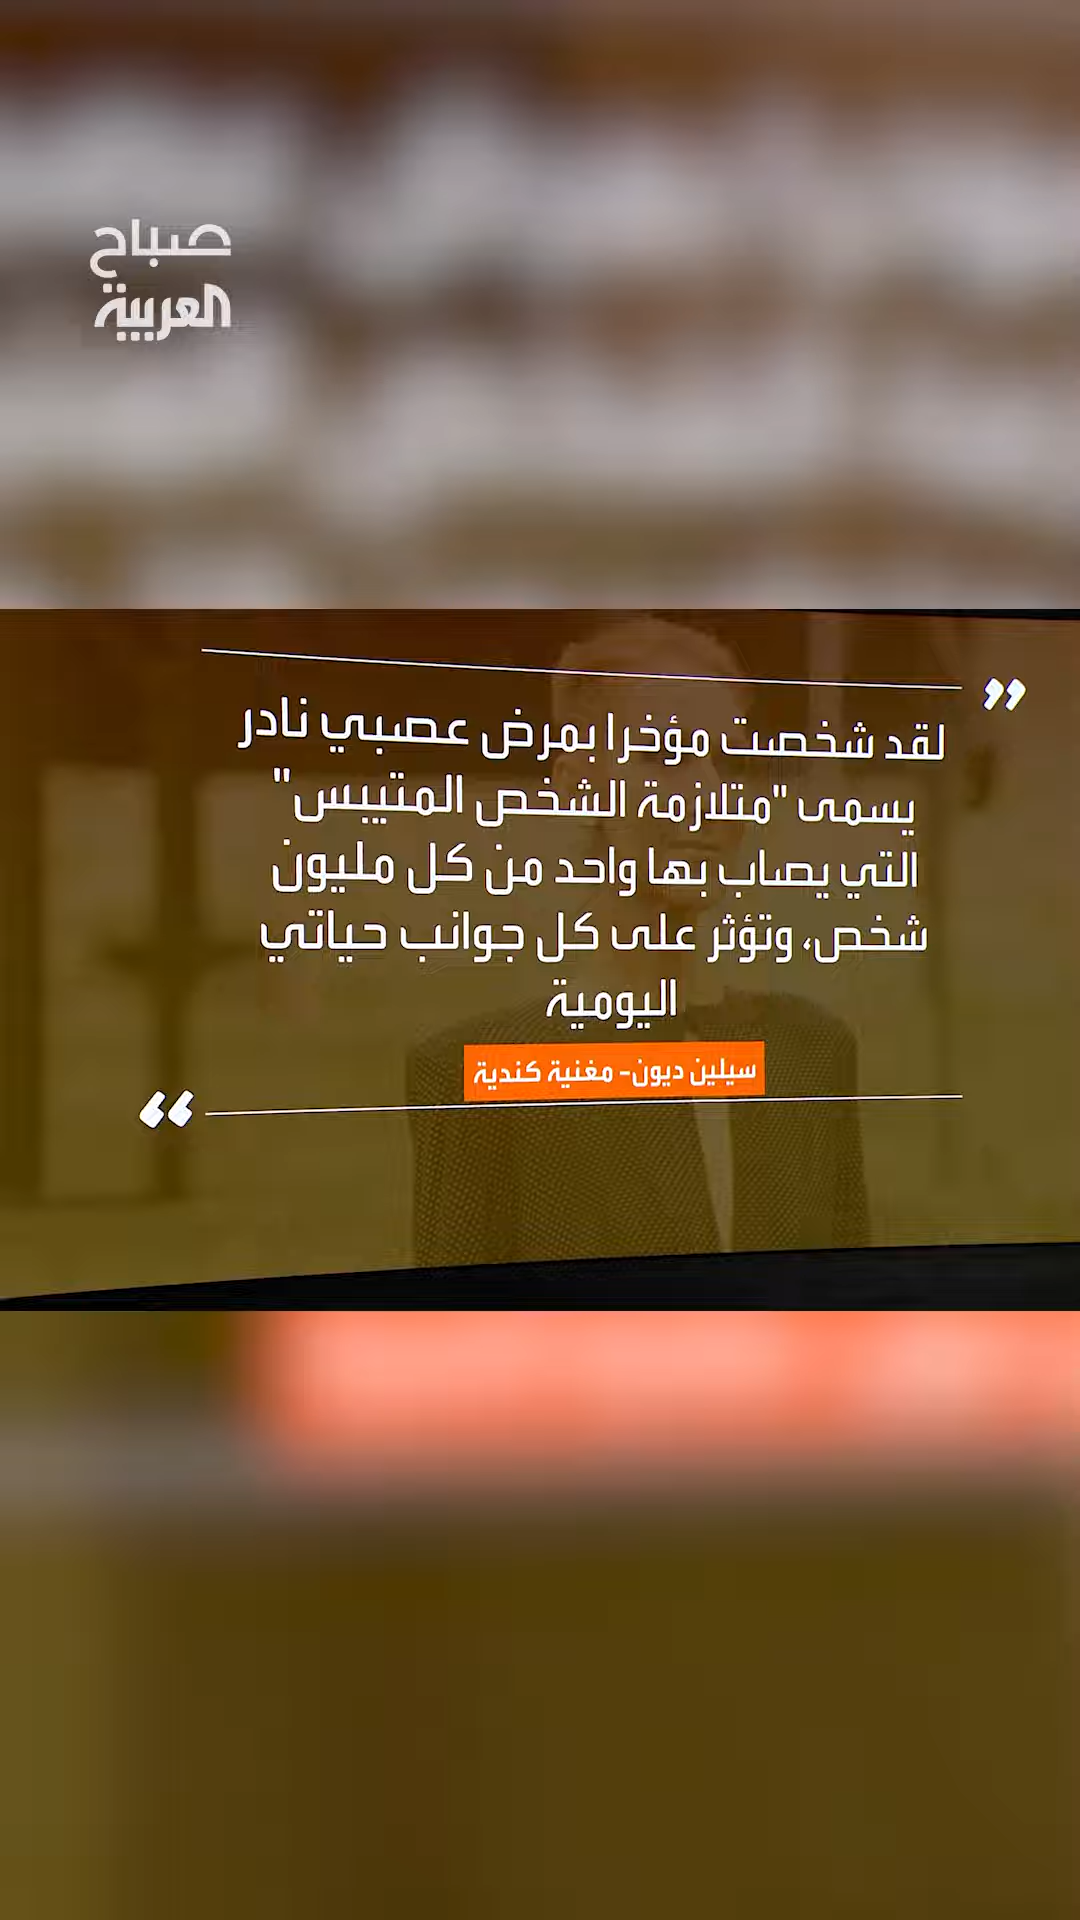 صباح
العربية
لقد شخصت مؤخرا بمرض عصبي نادر
يسمى "متلازمة الشخص المتيبس"
التي يصاب بها واحد من كل مليون
شخص، وتؤثر على كل جوانب حياتي
اليومية
سيلين ديون- مغنية كندية